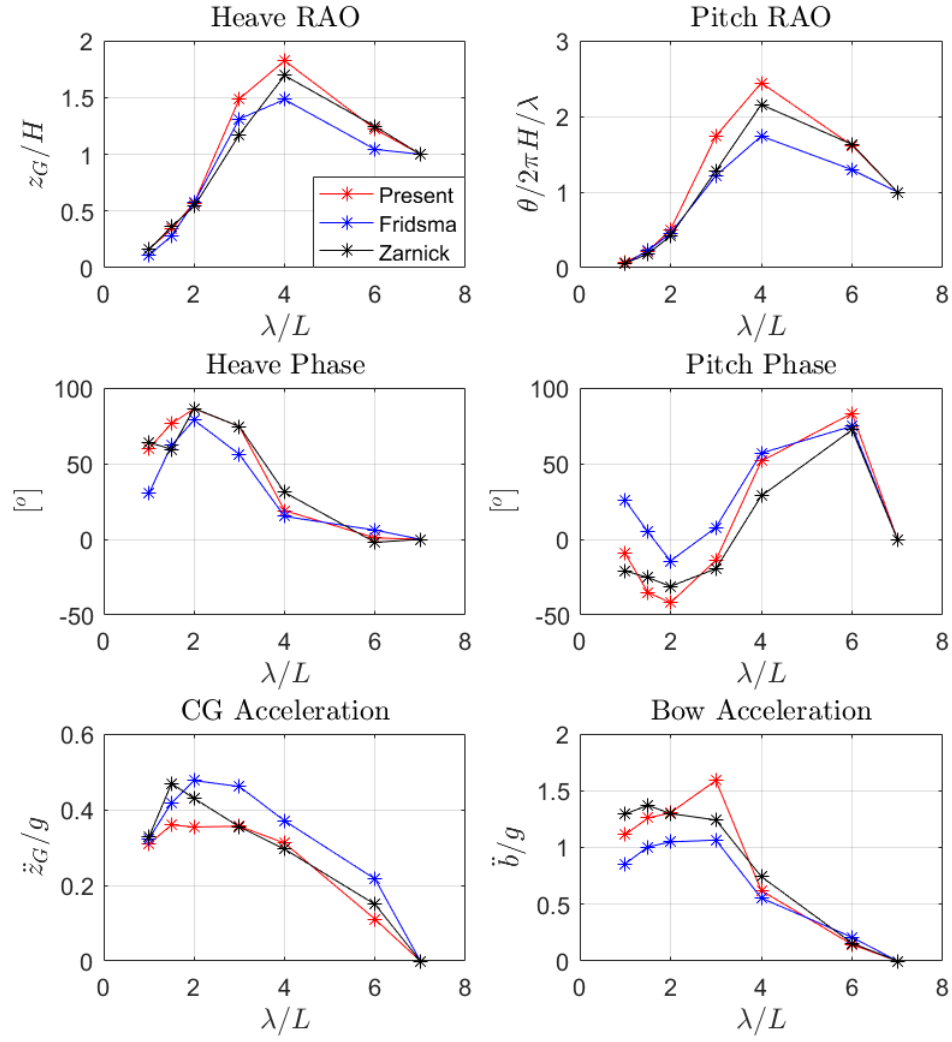 Heave RAO
2
1.5
1
0.5
0
z_G/H
Present
Fridsma
Zarnick
0 2 4 6 8
λ/L
Pitch RAO
3
2
1
0
θ/2πH/λ
0 2 4 6 8
λ/L
Heave Phase
100
50
0
-50
[º]
0 2 4 6 8
λ/L
Pitch Phase
100
50
0
-50
[º]
0 2 4 6 8
λ/L
CG Acceleration
0.6
0.4
0.2
0
z̈_G/g
0 2 4 6 8
λ/L
Bow Acceleration
2
1.5
1
0.5
0
b̈/g
0 2 4 6 8
λ/L